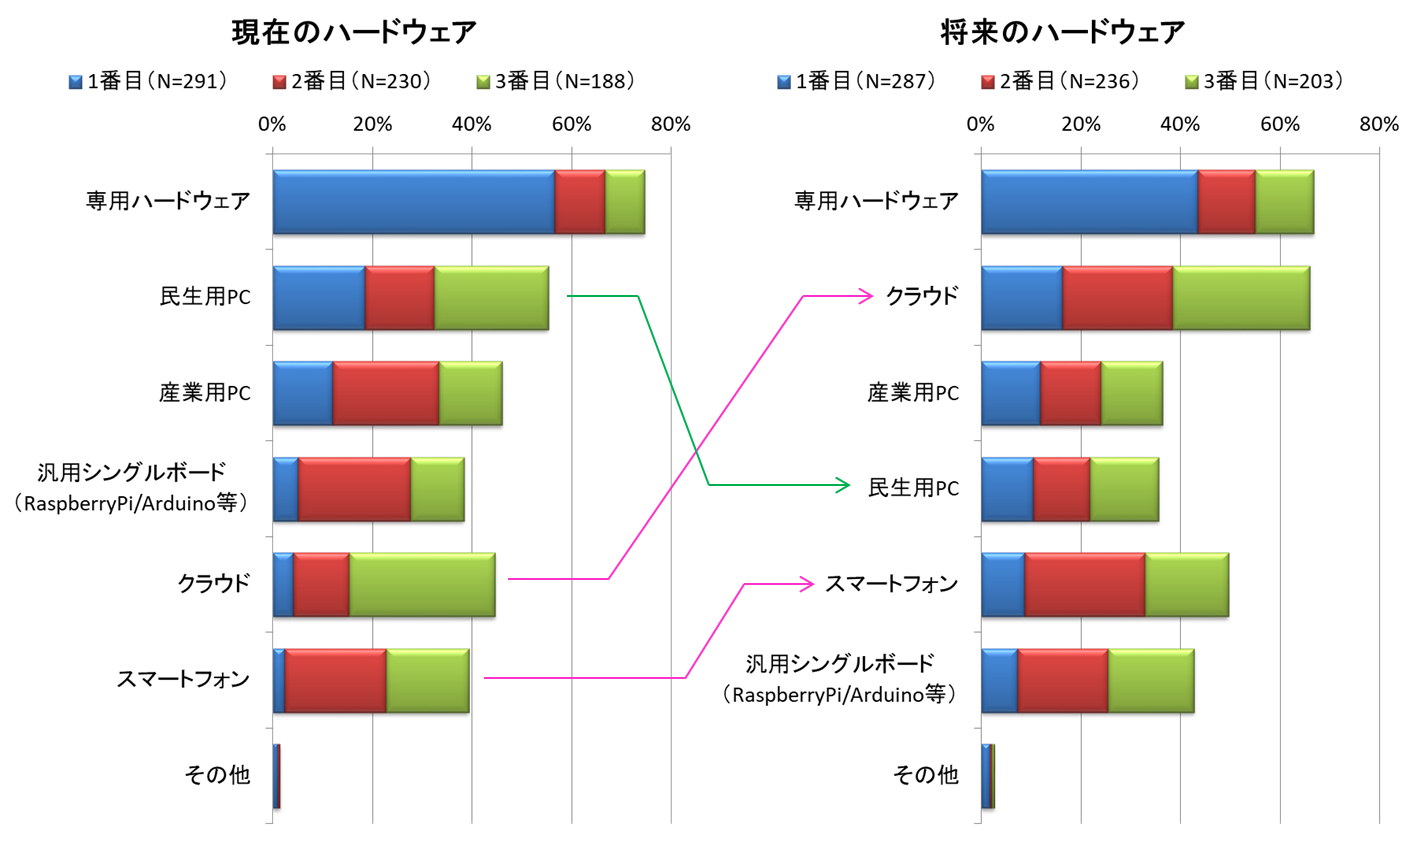 現在のハードウェア
1番目(N=291) 2番目(N=230) 3番目(N=188)
0% 20% 40% 60% 80%
専用ハードウェア
民生用PC
産業用PC
汎用シングルボード
(RaspberryPi/Arduino等)
クラウド
スマートフォン
その他
将来のハードウェア
1番目(N=287) 2番目(N=236) 3番目(N=203)
0% 20% 40% 60% 80%
専用ハードウェア
クラウド
産業用PC
民生用PC
スマートフォン
汎用シングルボード
(RaspberryPi/Arduino等)
その他